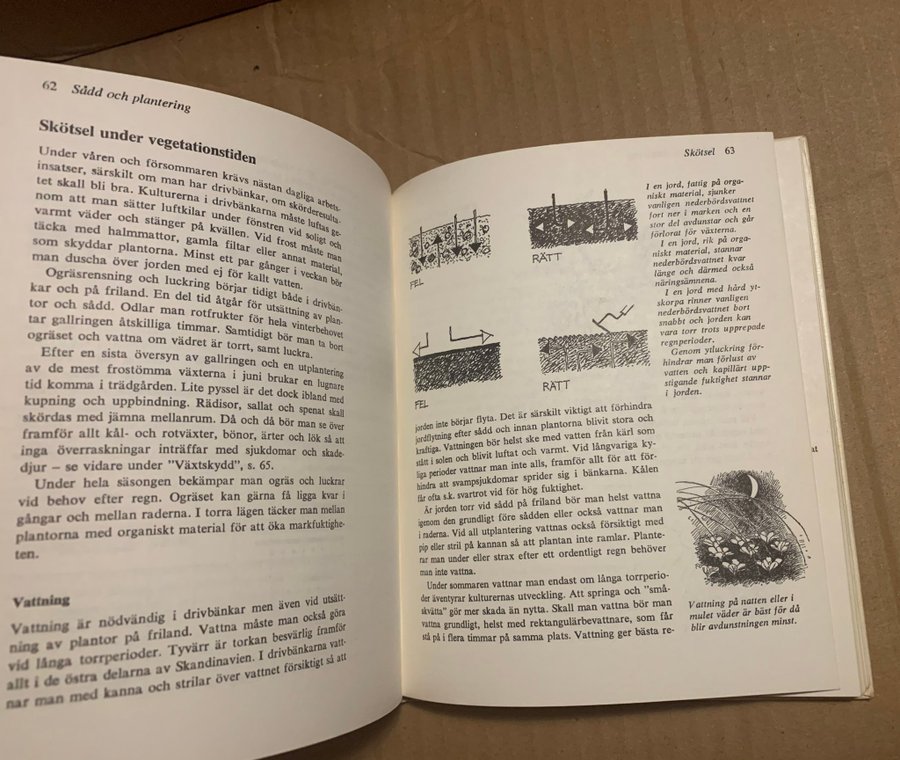 62 Sådd och plantering
Skötsel under vegetationstiden
Under våren och försommaren krävs nästan dagliga arbets-
insatser, särskilt om man har drivbänkar, om skörderesulta-
tet skall bli bra. Kulturerna i drivbänkarna måste luftas ge-
nom att man sätter luftkilar under fönstren vid soligt och
varmt väder och stänger på kvällen. Vid frost måste man
täcka med halmmattor, gamla filtar eller annat material,
som skyddar plantorna. Minst ett par gånger i veckan bör
man duscha över jorden med ej för kallt vatten.
Ogräsrensning och luckring börjar tidigt både i drivbän-
kar och på friland. En del tid åtgår för utsättning av plan-
tor och sådd. Odlar man rotfrukter för hela vinterbehovet
tar gallringen åtskilliga timmar. Samtidigt bör man ta bort
ogräset och vattna om vädret är torrt, samt luckra.
Efter en sista översyn av gallringen och en utplantering
av de mest frostömma växterna i juni brukar en lugnare
tid komma i trädgården. Lite pyssel är det dock ibland med
kupning och uppbindning. Rädisor, sallat och spenat skall
skördas med jämna mellanrum. Då och då bör man se över
framför allt kål- och rotväxter, bönor, ärter och lök så att
inga överraskningar inträffar med sjukdomar och skade-
djur – se vidare under ”Växtskydd”, s. 65.
Under hela säsongen bekämpar man ogräs och luckrar
vid behov efter regn. Ogräset kan gärna få ligga kvar i
gångar och mellan raderna. I torra lägen täcker man mellan
plantorna med organiskt material för att öka markfuktighe-
ten.
Vattning
Vattning är nödvändig i drivbänkar men även vid utsätt-
ning av plantor på friland. Vattna måste man också göra
vid långa torrperioder. Tyvärr är torkan besvärlig framför
allt i de östra delarna av Skandinavien. I drivbänkarna vatt-
nar man med kanna och strilar över vattnet försiktigt så att
Skötsel 63
FEL
RÄTT
FEL
RÄTT
I en jord, fattig på orga-
niskt material, sjunker
vanligen nederbördsvattnet
fort ner i marken och en
stor del avdunstar och går
förlorat för växterna.
I en jord, rik på or-
ganiskt material, stannar
nederbördsvattnet kvar
länge och därmed också
näringsämnena.
I en jord med hård yt-
skorpa rinner vanligen
nederbördsvattnet bort
snabbt och jorden kan
vara torr trots upprepade
regnperioder.
Genom ytluckring för-
hindrar man förlust av
vatten och kapillärt upp-
stigande fuktighet stannar
i jorden.
jorden inte börjar flyta. Det är särskilt viktigt att förhindra
jordflytning efter sådd och innan plantorna blivit stora och
kraftiga. Vattningen bör helst ske med vatten från kärl som
stått i solen och blivit luftat och varmt. Vid långvariga ky-
liga perioder vattnar man inte alls, framför allt för att för-
hindra att svampsjukdomar sprider sig i bänkarna. Kålen
får ofta s.k. svartrot vid för hög fuktighet.
Är jorden torr vid sådd på friland bör man helst vattna
igenom den grundligt före sådden eller också vattnar man
i raderna. Vid all utplantering vattnas också försiktigt med
pip eller stril på kannan så att plantan inte ramlar. Plante-
rar man under eller strax efter ett ordentligt regn behöver
man inte vattna.
Under sommaren vattnar man endast om långa torrperio-
der äventyrar kulturernas utveckling. Att springa och ”små-
skvätta” gör mer skada än nytta. Skall man vattna bör man
vattna grundligt, helst med rektangulärbevattnare, som får
stå på i flera timmar på samma plats. Vattning ger bästa re-
Vattning på natten eller i
mulet väder är bäst för då
blir avdunstningen minst.
at